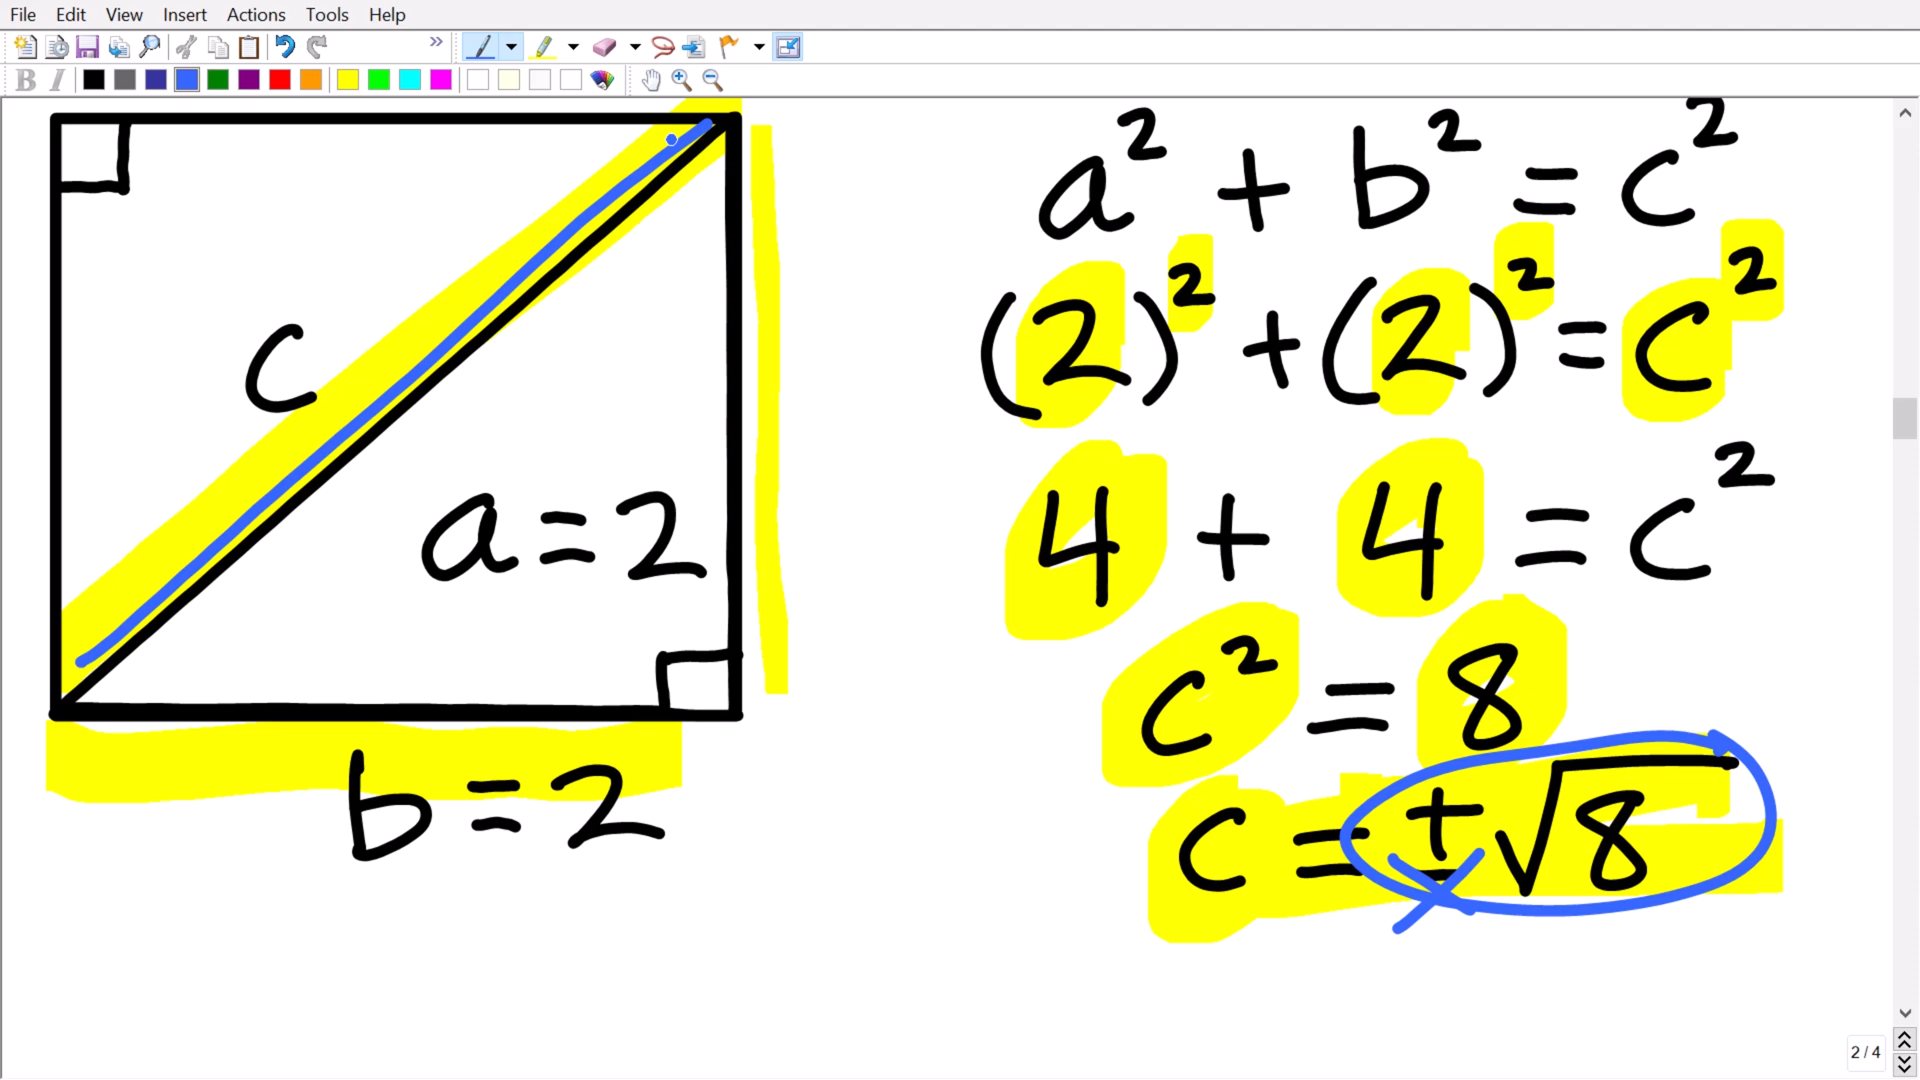 File Edit View Insert Actions Tools Help
B I
c
a = 2
b = 2
a² + b² = c²
(2)² + (2)² = c²
4 + 4 = c²
c² = 8
c = ±√8
2 / 4